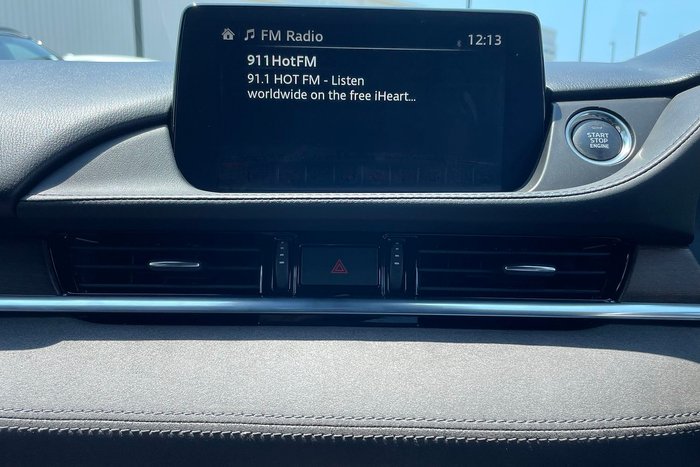 FM Radio
12:13
911HotFM
91.1 HOT FM - Listen
worldwide on the free iHeart...
START
STOP
ENGINE